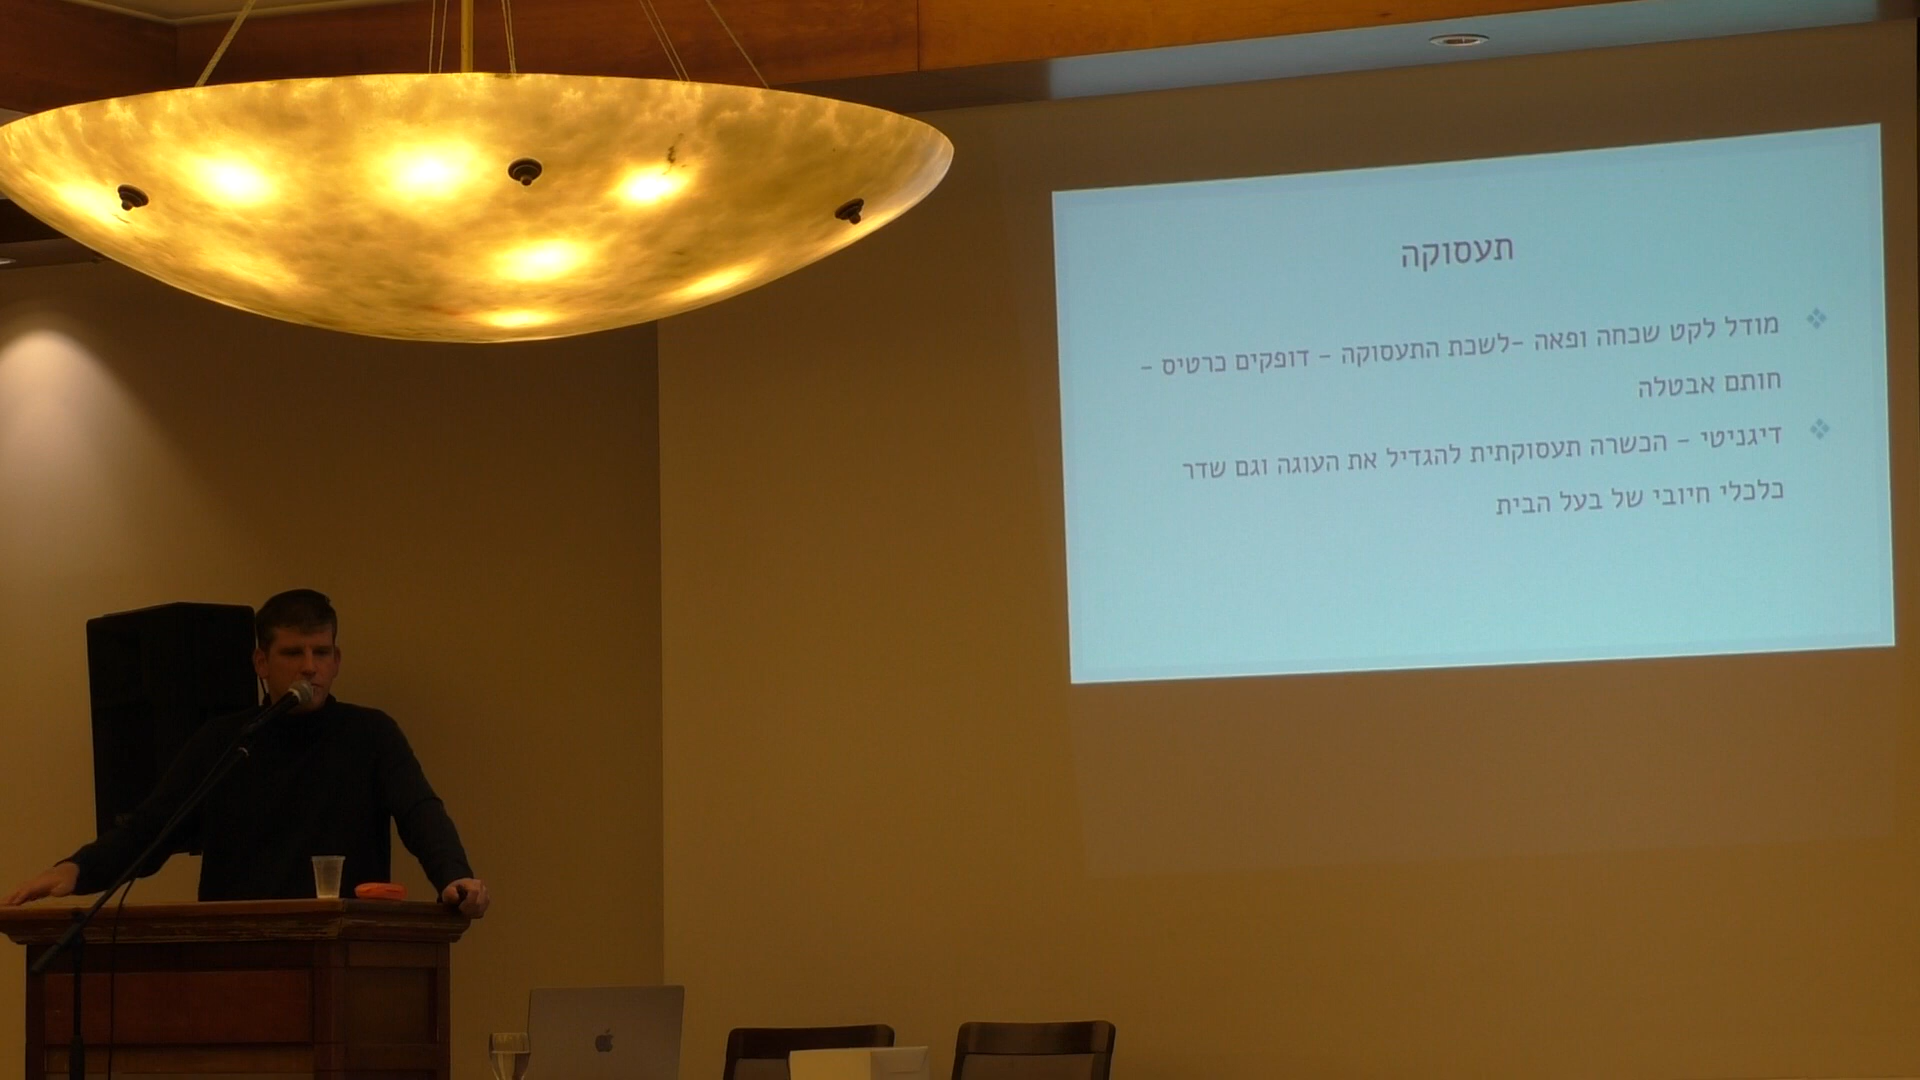 תעסוקה
מודל לקט שכחה ופאה -לשכת התעסוקה - דופקים כרטיס -
חותם אבטלה
דיגניטי - הכשרה תעסוקתית להגדיל את העוגה וגם שדר
כלכלי חיובי של בעל הבית